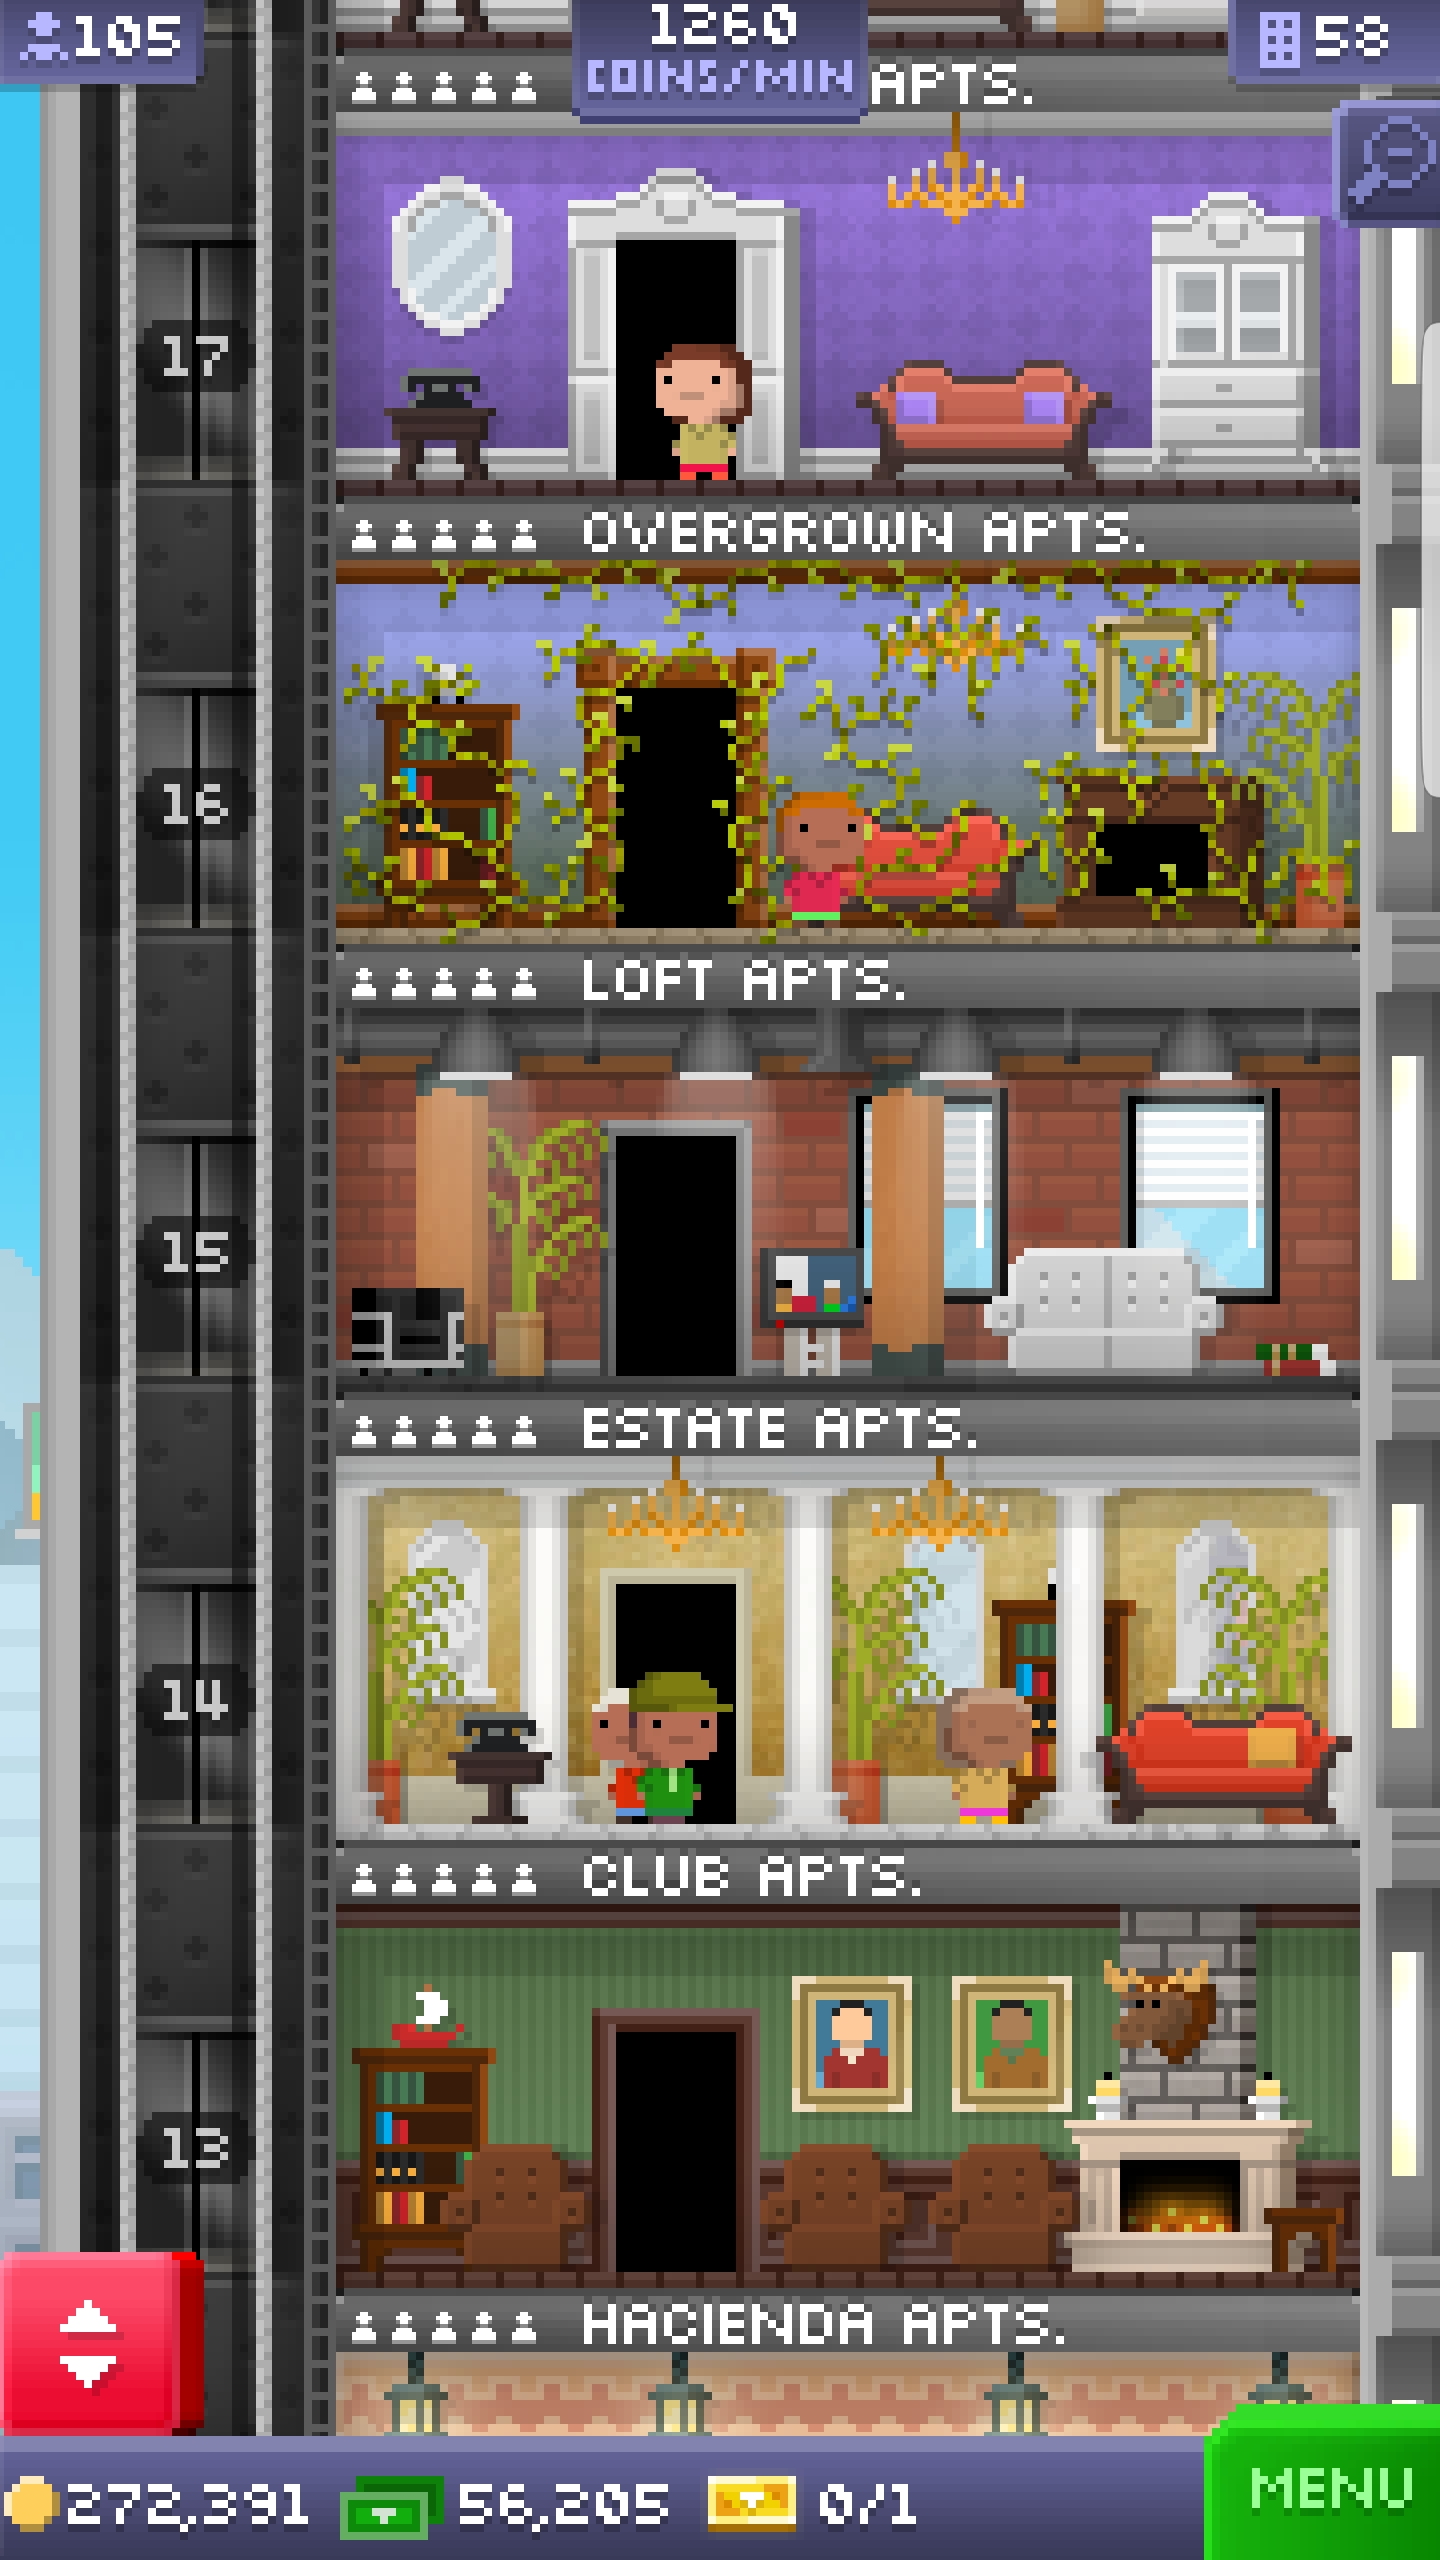 105
1260
COINS/MIN
58
APTS.
17
OVERGROWN APTS.
16
LOFT APTS.
15
ESTATE APTS.
14
CLUB APTS.
13
HACIENDA APTS.
272,391
56,205
0/1
MENU